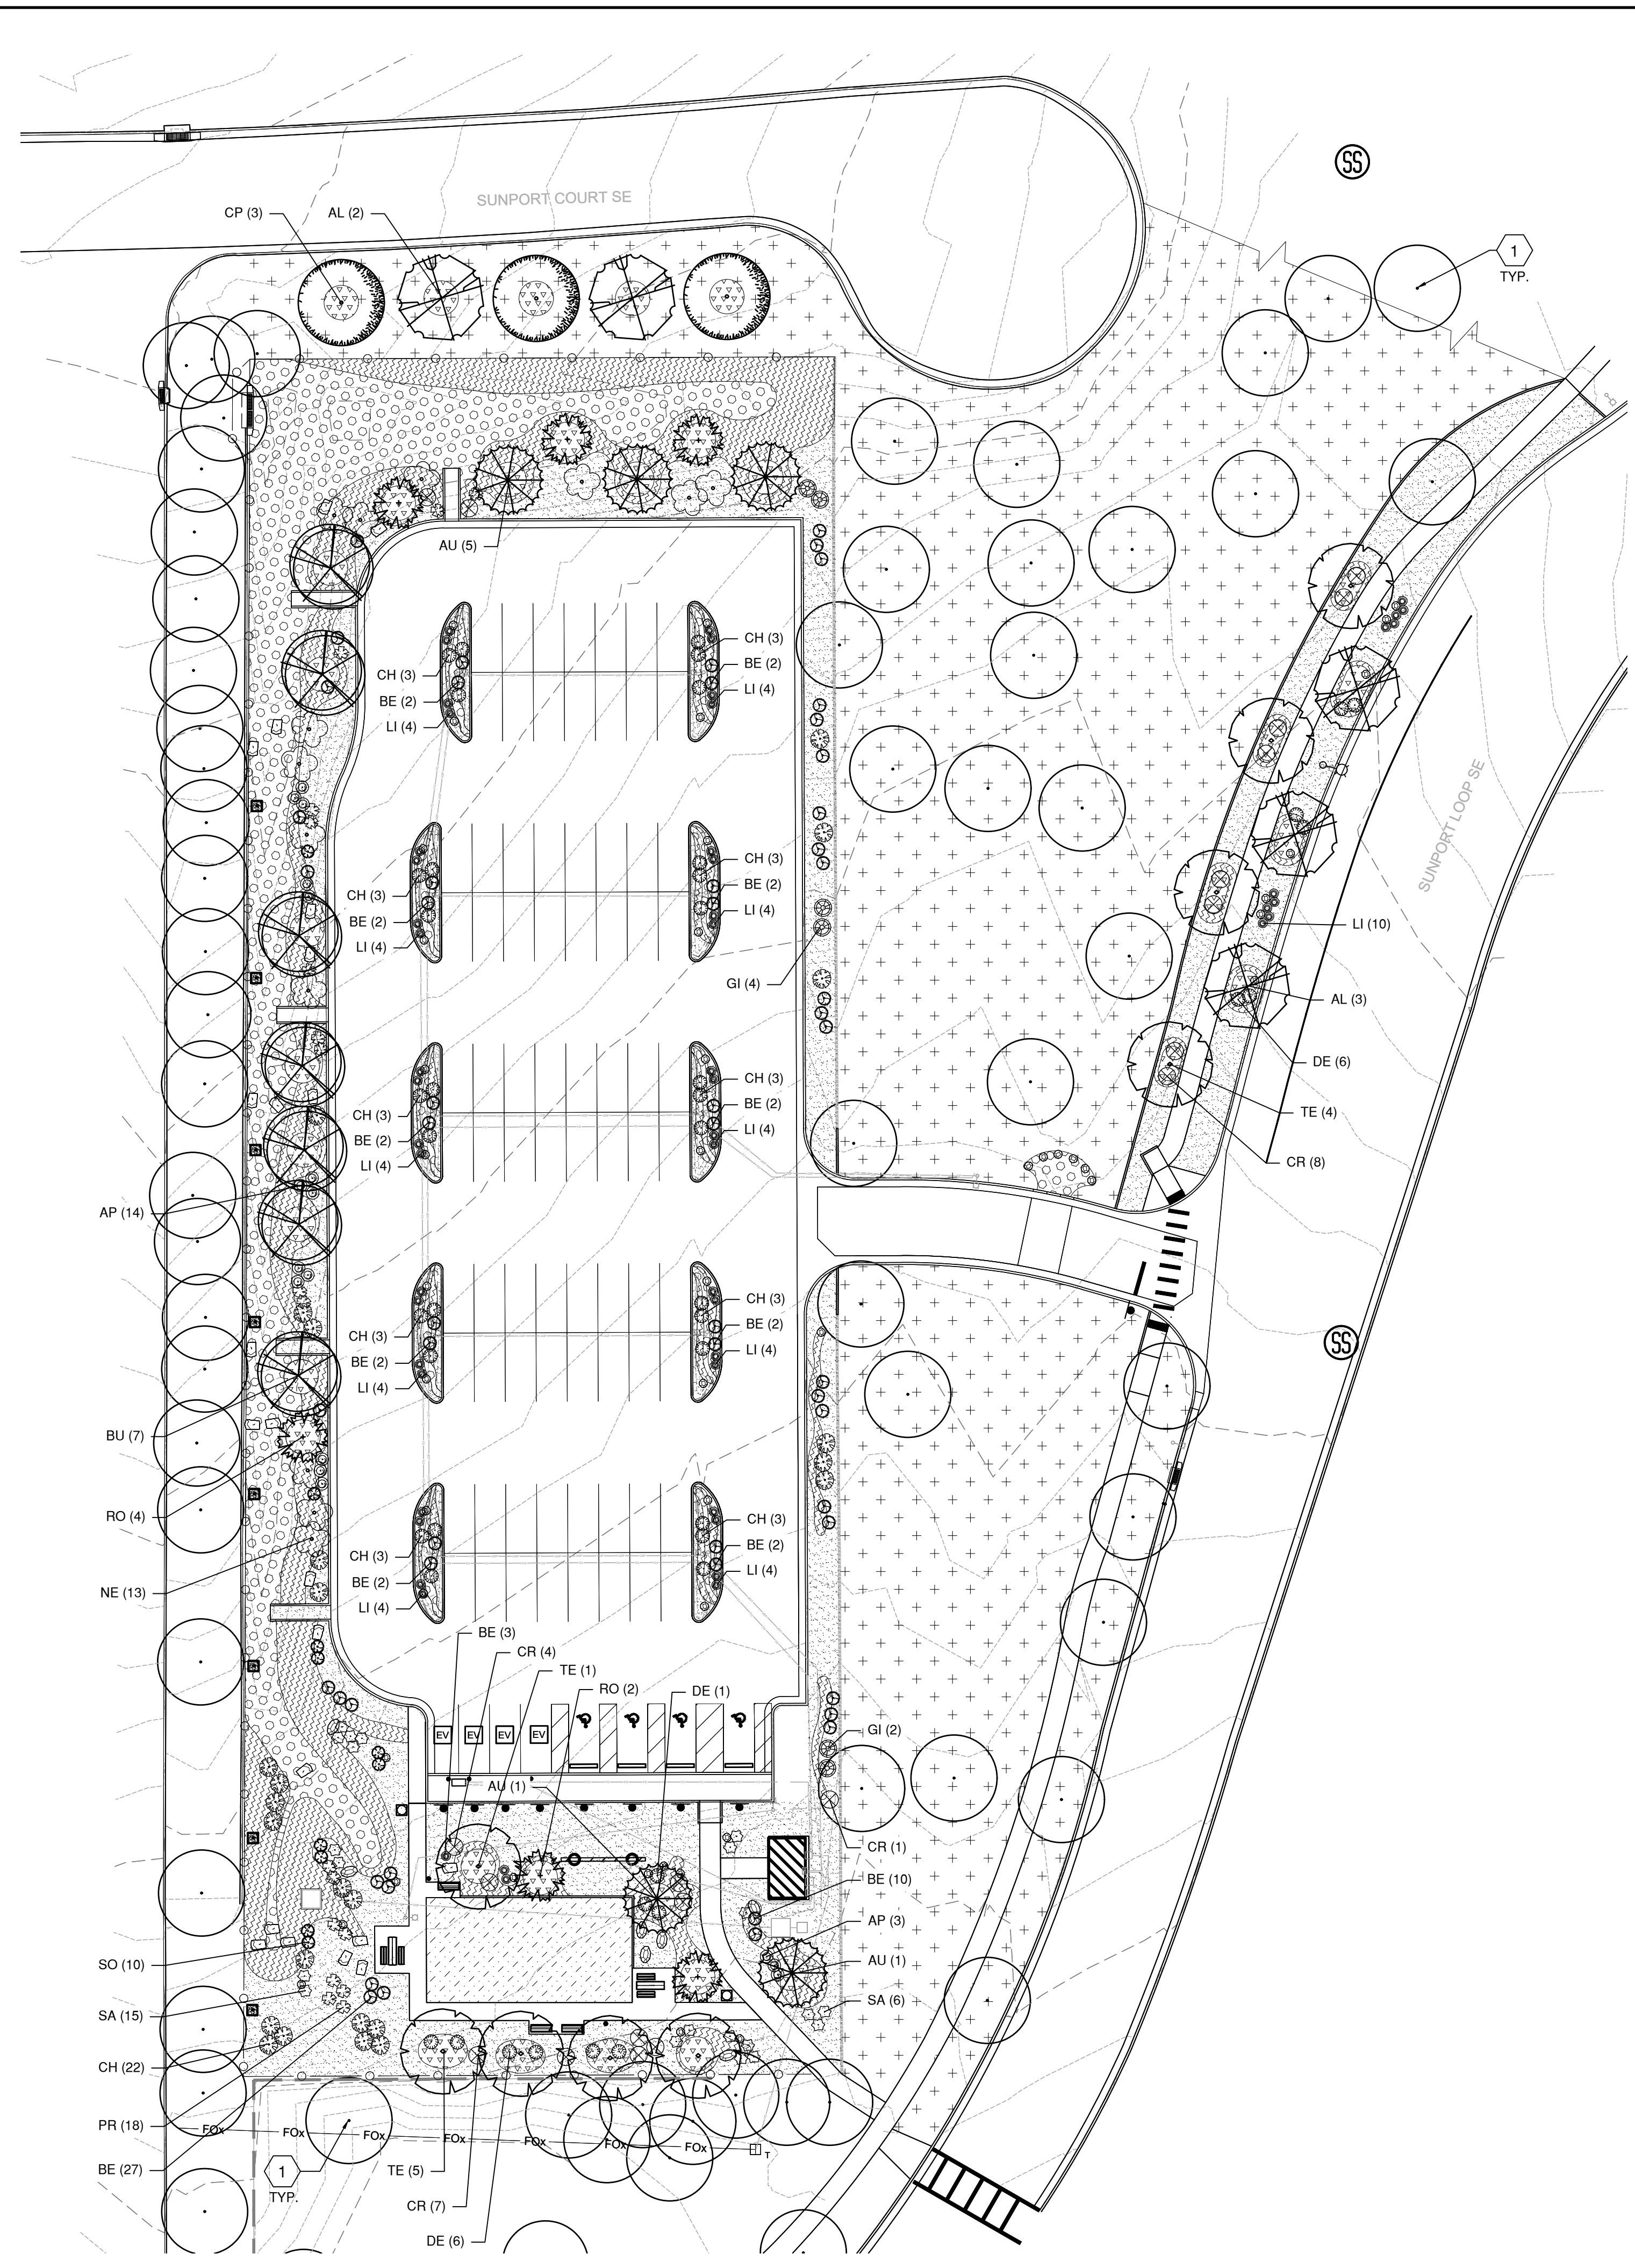 SS
SUNPORT COURT SE
CP (3)
AL (2)
1
TYP.
AU (5)
CH (3)
BE (2)
LI (4)
CH (3)
BE (2)
LI (4)
SUNPORT LOOP SE
CH (3)
BE (2)
LI (4)
CH (3)
BE (2)
LI (4)
LI (10)
GI (4)
AL (3)
DE (6)
CH (3)
BE (2)
LI (4)
CH (3)
BE (2)
LI (4)
TE (4)
CR (8)
AP (14)
CH (3)
BE (2)
LI (4)
CH (3)
BE (2)
LI (4)
SS
BU (7)
RO (4)
CH (3)
BE (2)
LI (4)
CH (3)
BE (2)
LI (4)
NE (13)
BE (3)
CR (4)
TE (1)
RO (2)
DE (1)
EV
EV
EV
EV
GI (2)
AU (1)
CR (1)
BE (10)
AP (3)
AU (1)
SA (6)
SO (10)
SA (15)
CH (22)
PR (18)
BE (27)
FOx
FOx
FOx
FOx
FOx
FOx
FOx
T
1
TYP.
TE (5)
CR (7)
DE (6)